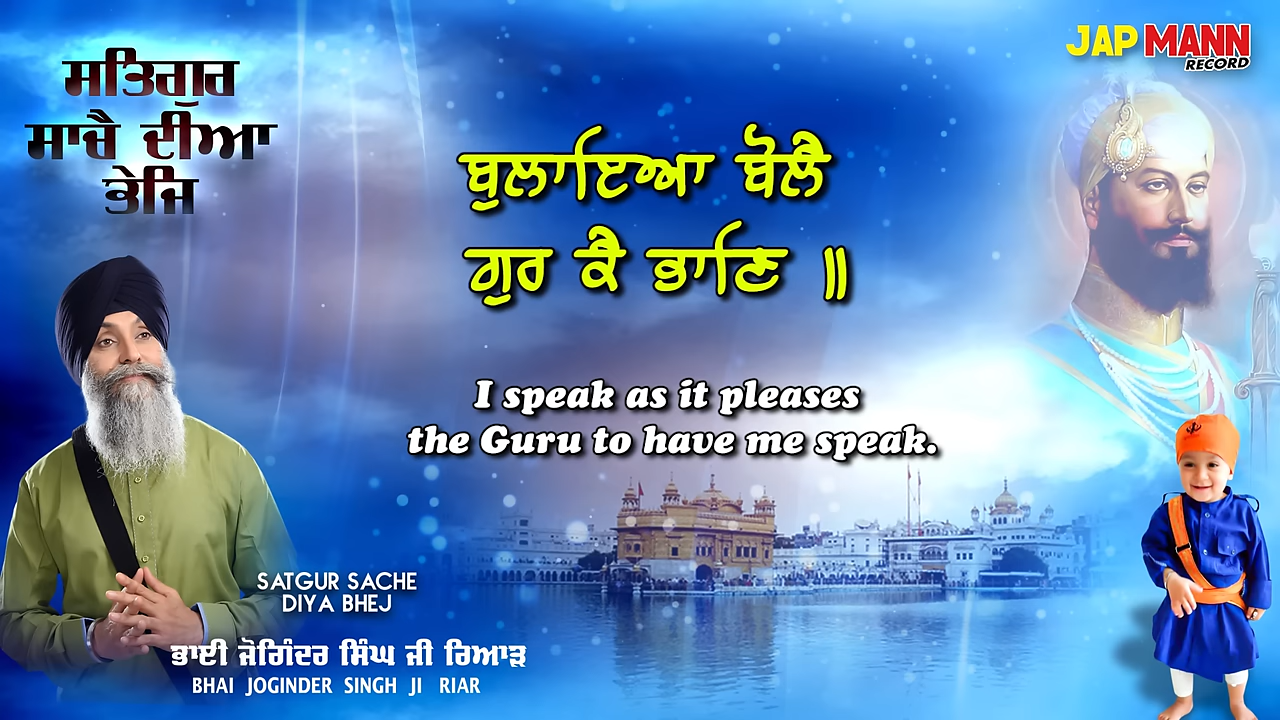 ਸਤਿਗੁਰ
ਸਾਚੈ ਦੀਆ
ਭੇਜਿ
JAP MANN
RECORD
ਬੁਲਾਇਆ ਬੋਲੈ
ਗੁਰ ਕੈ ਭਾਣਿ ॥
I speak as it pleases
the Guru to have me speak.
SATGUR SACHE
DIYA BHEJ
ਭਾਈ ਜੋਗਿੰਦਰ ਸਿੰਘ ਜੀ ਰਿਆੜ
BHAI JOGINDER SINGH JI RIAR